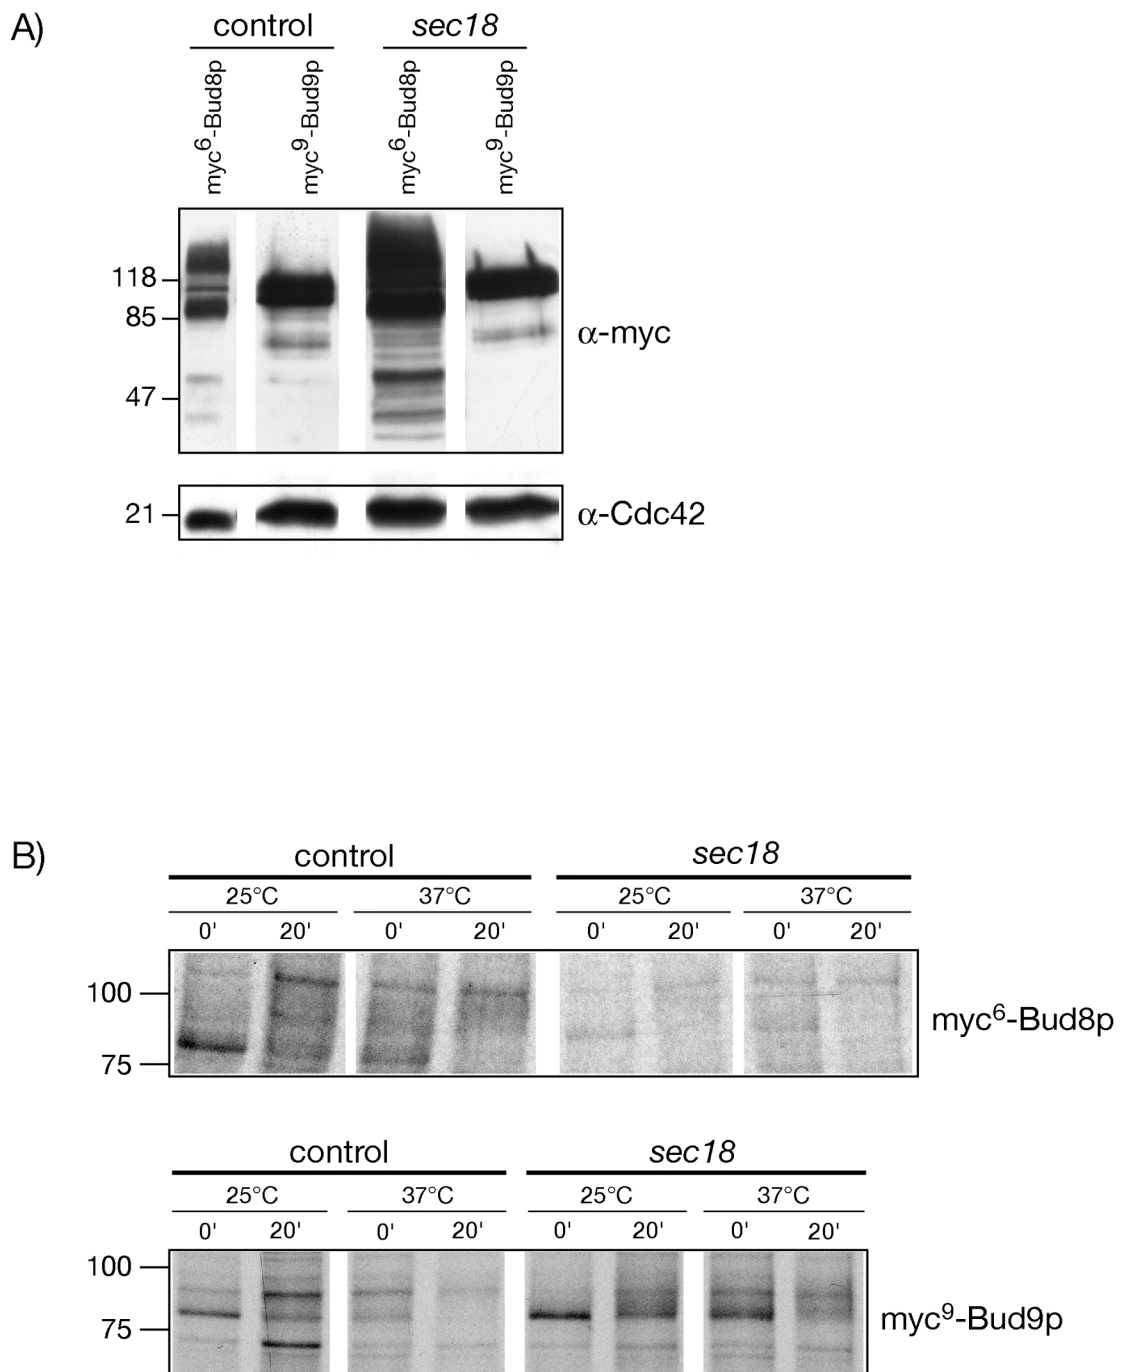 A)
control sec18
myc6-Bud8p myc9-Bud9p myc6-Bud8p myc9-Bud9p
118
85
α-myc
47
21 α-Cdc42
B)
control sec18
25°C 37°C 25°C 37°C
0' 20' 0' 20' 0' 20' 0' 20'
100
myc6-Bud8p
75
control sec18
25°C 37°C 25°C 37°C
0' 20' 0' 20' 0' 20' 0' 20'
100
75 myc9-Bud9p